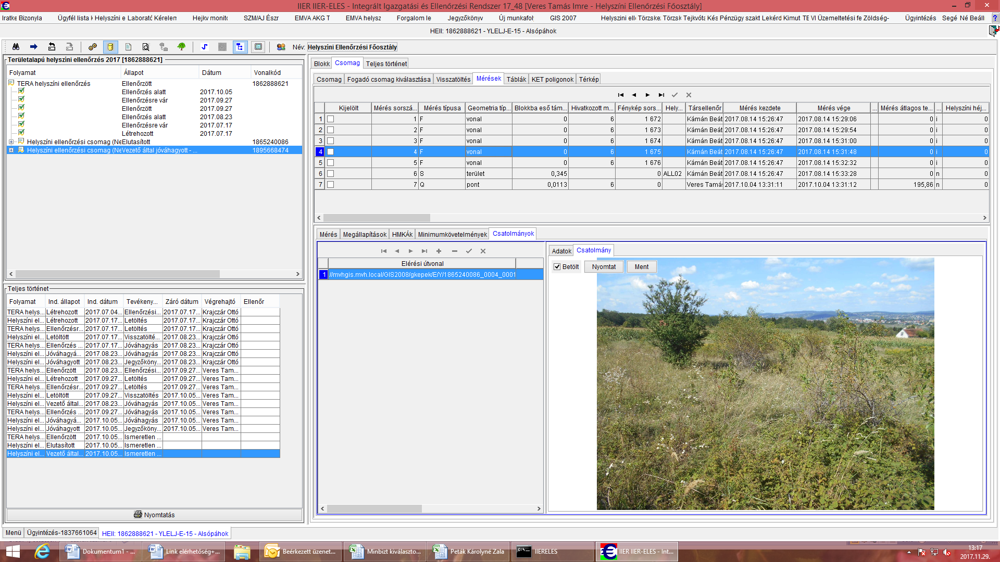 IIER IIER-ELES - Integrált Igazgatási és Ellenőrzési Rendszer 17_48 [Veres Tamás Imre - Helyszíni Ellenőrzési Főosztály]
Iratke Bizonyla Ügyfél lista k Helyszíni e Laborató Kérelem Hejkv monitc SZM/AJ Észr EMVA AKG T EMVA helysz Forgalom le Jegyzőkönyv Új munkafoly GIS 2007 Helyszíni elle Törzske: Törzsk Tejkvóta Kés Pénzügy szakt Lekérd Kimut TE VI Üzemeltetési fe Zöldség- Ügyintézés Segé Né Beálli ?
HEII: 1862888621 - YLELJ-E-15 - Alsópáhok
Név: Helyszíni Ellenőrzési Főosztály
Területalapú helyszíni ellenőrzés 2017 [1862888621]
Folyamat Állapot Dátum Vonalkód
TERA helyszíni ellenőrzés Ellenőrzött 1862888621
Ellenőrzés alatt 2017.10.05
Ellenőrzésre vár 2017.09.27
Ellenőrzött 2017.09.27
Ellenőrzés alatt 2017.08.23
Ellenőrzésre vár 2017.07.17
Létrehozott 2017.07.17
Helyszíni ellenőrzési csomag (Ne Elutasított 1865240086
Helyszíni ellenőrzési csomag (Ne Vezető által jóváhagyott - ... 1895668474
Teljes történet
Folyamat Ind. állapot Ind. dátum Tevékeny... Záró dátum Végrehajtó Ellenőr
TERA helys... Létrehozott 2017.07.04... Ellenőrzési... 2017.07.17... Krajczár Ottó
Helyszíni el... Létrehozott 2017.07.17... Letöltés 2017.07.17... Krajczár Ottó
TERA helys... Ellenőrzésr... 2017.07.17... Letöltés 2017.07.17... Krajczár Ottó
Helyszíni el... Letöltött 2017.07.17... Visszatölté... 2017.08.23... Krajczár Ottó
TERA helys... Ellenőrzés ... 2017.07.17... Jóváhagyás 2017.08.23... Krajczár Ottó
Helyszíni el... Jóváhagyá... 2017.08.23... Jóváhagyás 2017.08.23... Krajczár Ottó
Helyszíni el... Jóváhagyott 2017.08.23... Jegyzőköny... 2017.08.23... Krajczár Ottó
TERA helys... Ellenőrzött 2017.08.23... Ellenőrzési... 2017.09.27... Veres Tam...
Helyszíni el... Létrehozott 2017.09.27... Letöltés 2017.09.27... Veres Tam...
TERA helys... Ellenőrzésr... 2017.09.27... Letöltés 2017.09.27... Veres Tam...
Helyszíni el... Letöltött 2017.09.27... Visszatöltés 2017.10.05... Veres Tam...
Helyszíni el... Vezető által... 2017.08.23... Jóváhagyás 2017.10.05... Veres Tam...
TERA helys... Ellenőrzés ... 2017.09.27... Jóváhagyás 2017.10.05... Veres Tam...
Helyszíni el... Jóváhagyá... 2017.10.05... Jóváhagyás 2017.10.05... Veres Tam...
Helyszíni el... Jóváhagyott 2017.10.05... Jegyzőköny... 2017.10.05... Veres Tam...
TERA helys... Ellenőrzött 2017.10.05... Ismeretlen ...
Helyszíni el... Elutasított 2017.10.05... Ismeretlen ...
Helyszíni el... Vezető által... 2017.10.05... Ismeretlen ...
Nyomtatás
Blokk Csomag Teljes történet
Csomag Fogadó csomag kiválasztása Visszatöltés Mérések Táblák KET poligonok Térkép
Kijelölt Mérés sorszá... Mérés típusa Geometria típ... Blokkba eső tám... Hivatkozott m... Fénykép sors... Hely... Társellenőr Mérés kezdete Mérés vége ... Mérés átlagos te... ... Helyszíni héj...
1 1 F vonal 0 6 1 672 Kámán Beát 2017.08.14 15:26:47 2017.08.14 15:29:06 0 i 0
2 2 F vonal 0 6 1 673 Kámán Beát 2017.08.14 15:26:47 2017.08.14 15:29:54 0 i 0
3 3 F vonal 0 6 1 674 Kámán Beát 2017.08.14 15:26:47 2017.08.14 15:31:00 0 i 0
4 4 F vonal 0 6 1 675 Kámán Beát 2017.08.14 15:26:47 2017.08.14 15:31:48 0 i 0
5 5 F vonal 0 6 1 676 Kámán Beát 2017.08.14 15:26:47 2017.08.14 15:32:32 0 i 0
6 6 S terület 0,345 0 ALL02 Kámán Beát 2017.08.14 15:26:47 2017.08.14 15:33:28 0 n 0
7 7 Q pont 0,0113 6 0 Veres Tamás 2017.10.04 13:31:11 2017.10.04 13:31:12 195,86 n 0
Mérés Megállapítások HMKÁk Minimumkövetelmények Csatolmányok
Elérési útvonal
1 //mvhgis.mvh.local/GIS2008/gkepek/E/Y/1865240086_0004_0001
Adatok Csatolmány
Betölt Nyomtat Ment
Menü Ügyintézés-1837661064 HEII: 1862888621 - YLELJ-E-15 - Alsópáhok
Dokumentum1 - ... Link elérhetőség+... Beérkezett üzenet... Minbizt kiválaszto... Peták Károlyné Zala IIERELES IIER IIER-ELES - Int...
13:17
2017.11.29.